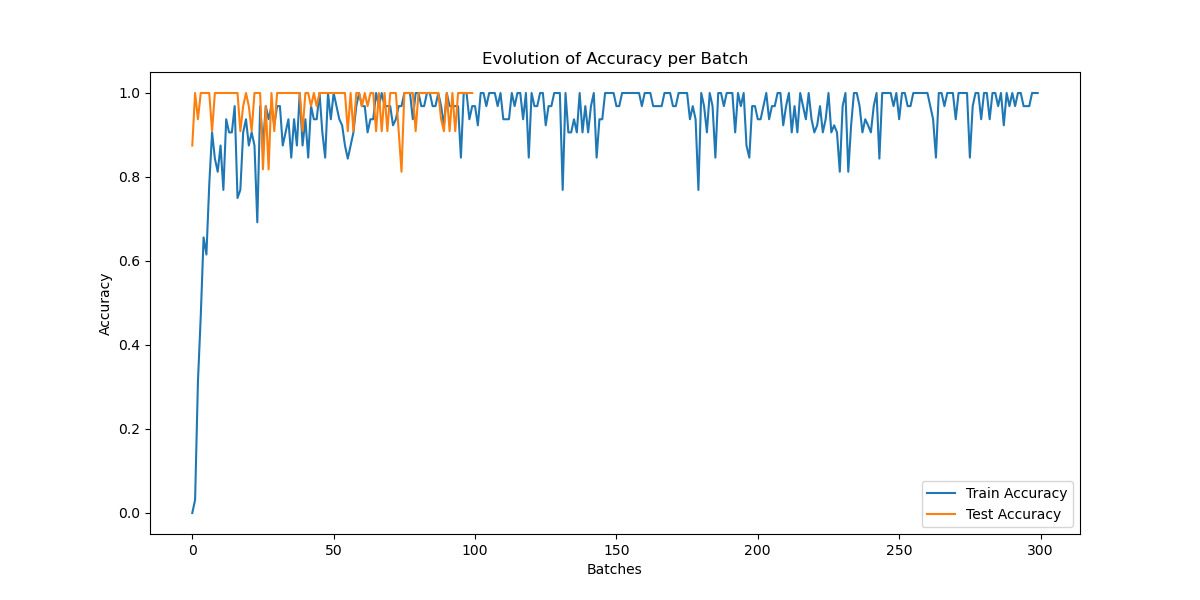 Evolution of Accuracy per Batch
Accuracy
1.0
0.8
0.6
0.4
0.2
0.0
0 50 100 150 200 250 300
Batches
Train Accuracy
Test Accuracy